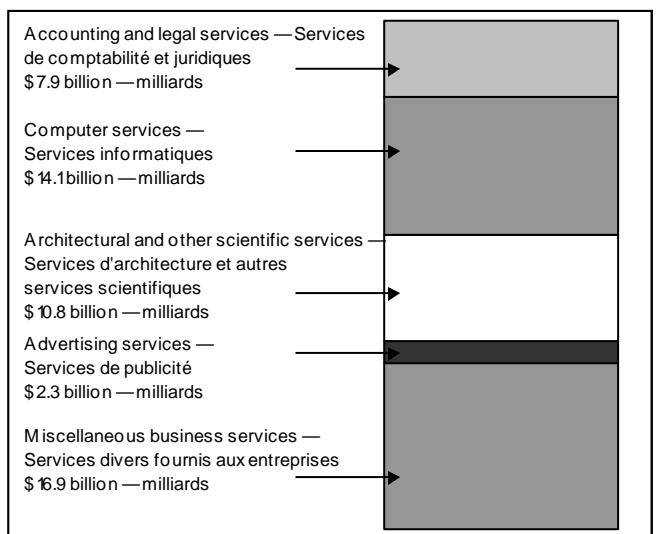 Accounting and legal services — Services
de comptabilité et juridiques
$7.9 billion — milliards
Computer services —
Services informatiques
$14.1 billion — milliards
Architectural and other scientific services —
Services d'architecture et autres
services scientifiques
$10.8 billion — milliards
Advertising services —
Services de publicité
$2.3 billion — milliards
Miscellaneous business services —
Services divers fournis aux entreprises
$16.9 billion — milliards